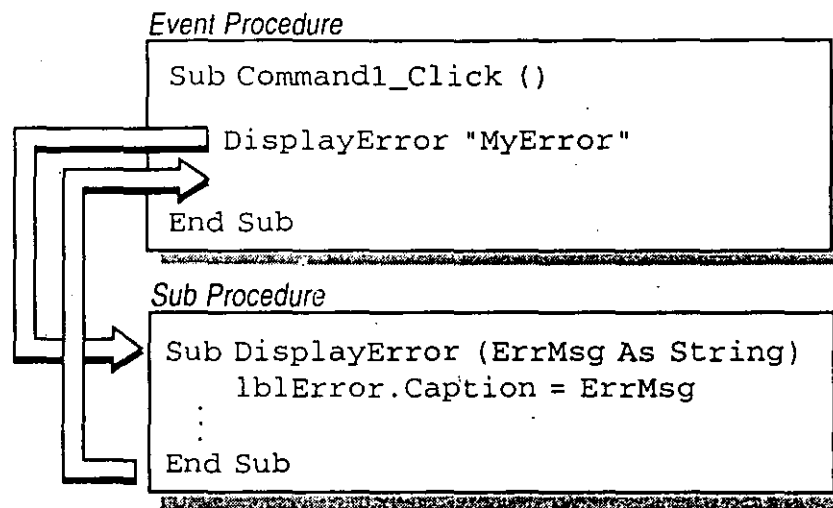 Event Procedure
Sub Command1_Click ()
DisplayError "MyError"
End Sub
Sub Procedure
Sub DisplayError (ErrMsg As String)
lblError.Caption = ErrMsg
:
End Sub